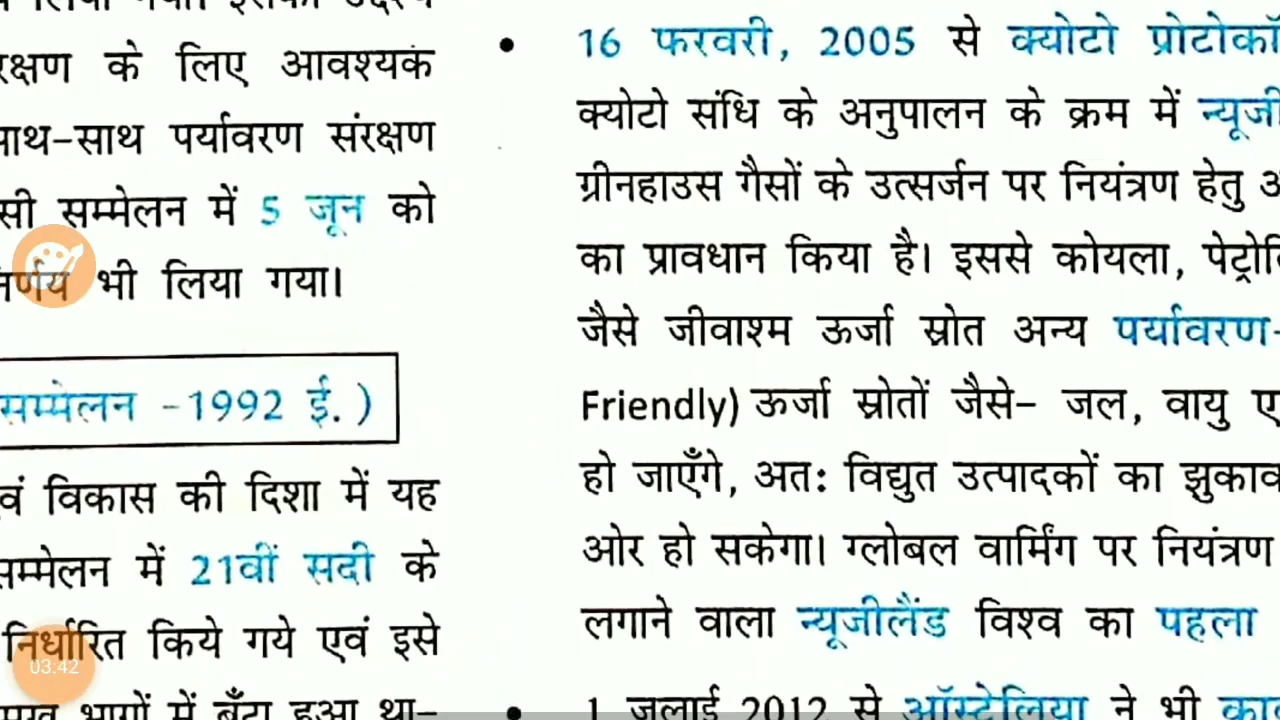 रक्षण के लिए आवश्यक
साथ-साथ पर्यावरण संरक्षण
सी सम्मेलन में 5 जून को
भी लिया गया।
सम्मेलन -1992 ई.)
वं विकास की दिशा में यह
सम्मेलन में 21वीं सदी के
निर्धारित किये गये एवं इसे
भागों में बँटा हुआ था-
• 16 फरवरी, 2005 से क्योटो प्रोटोकॉ
क्योटो संधि के अनुपालन के क्रम में न्यूजी
ग्रीनहाउस गैसों के उत्सर्जन पर नियंत्रण हेतु
का प्रावधान किया है। इससे कोयला, पेट्रोलि
जैसे जीवाश्म ऊर्जा स्रोत अन्य पर्यावरण-
Friendly) ऊर्जा स्रोतों जैसे- जल, वायु ए
हो जाएँगे, अतः विद्युत उत्पादकों का झुकाव
ओर हो सकेगा। ग्लोबल वार्मिंग पर नियंत्रण
लगाने वाला न्यूजीलैंड विश्व का पहला
• 1 जुलाई 2012 से ऑस्ट्रेलिया ने भी का
03:42